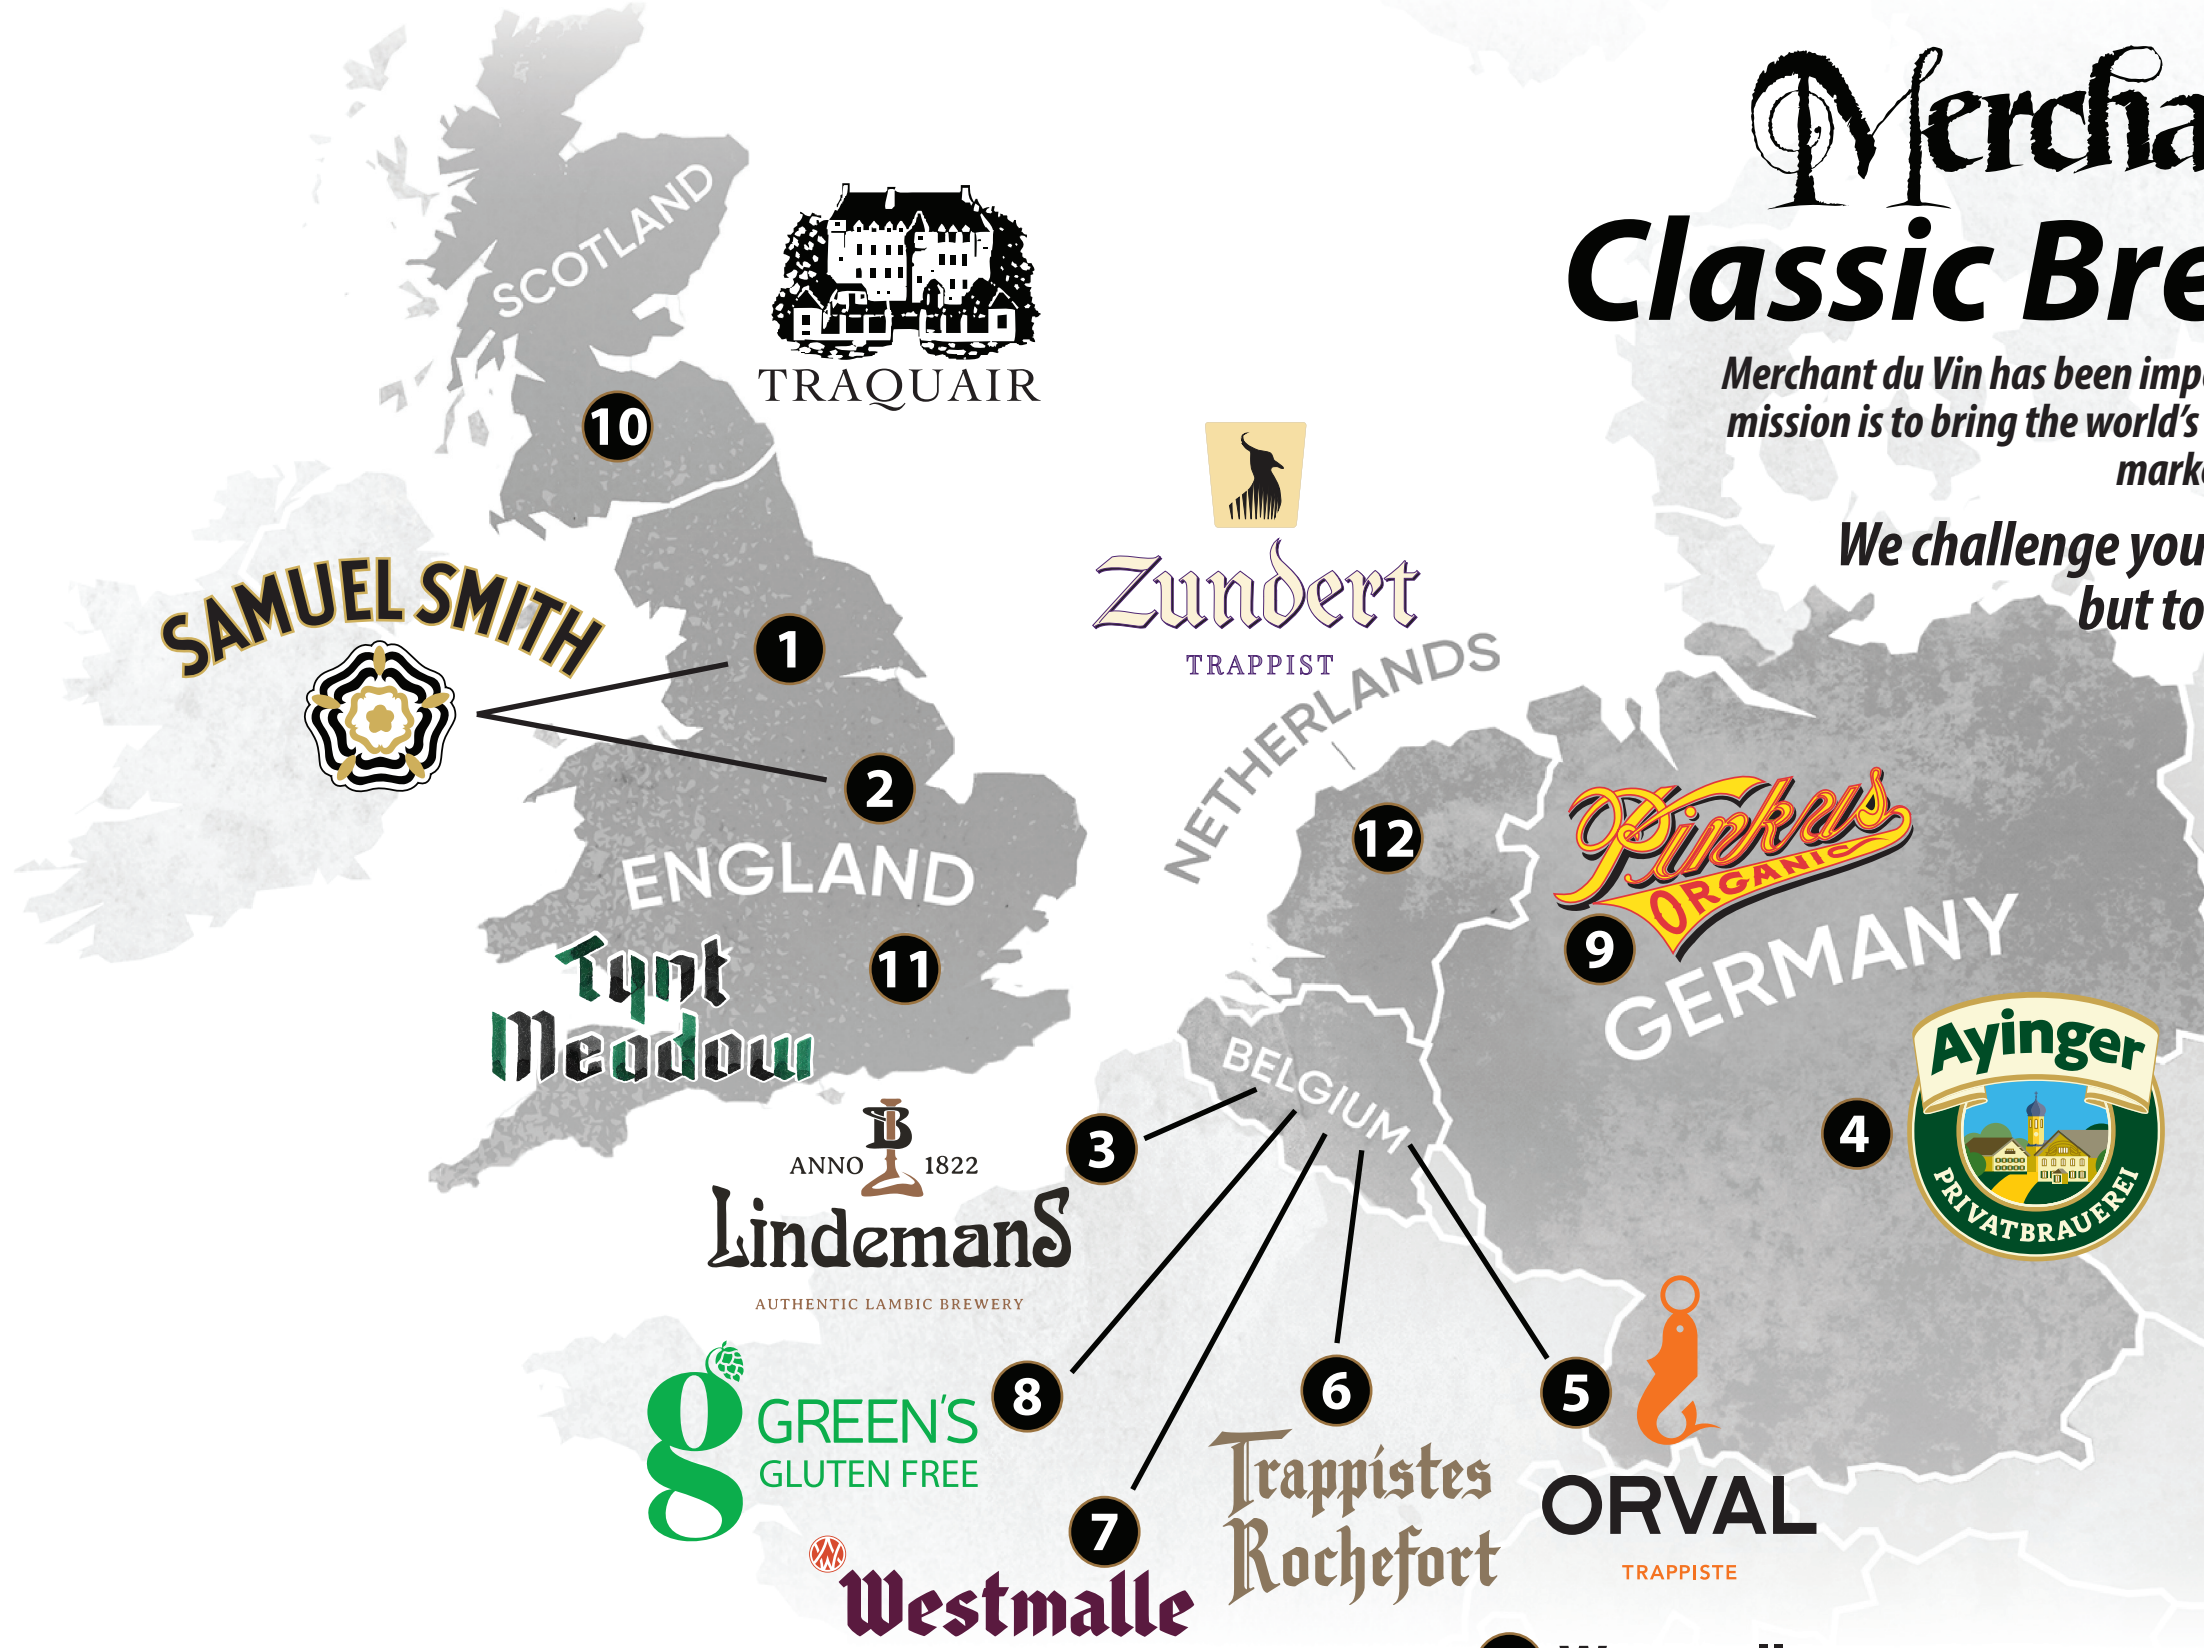 Mercha
Classic Bre
Merchant du Vin has been imp
mission is to bring the world's
mark
We challenge you
but to
SCOTLAND
TRAQUAIR
10
Zundert
TRAPPIST
SAMUEL SMITH
1
2
NETHERLANDS
12
ENGLAND
11
Tynt
Meadow
Pinkus
ORGANIC
9
GERMANY
Ayinger
PRIVATBRAUEREI
4
BELGIUM
3
B
ANNO 1822
Lindemans
AUTHENTIC LAMBIC BREWERY
g
GREEN'S
GLUTEN FREE
8
7
W
Westmalle
6
Trappistes
Rochefort
5
ORVAL
TRAPPISTE